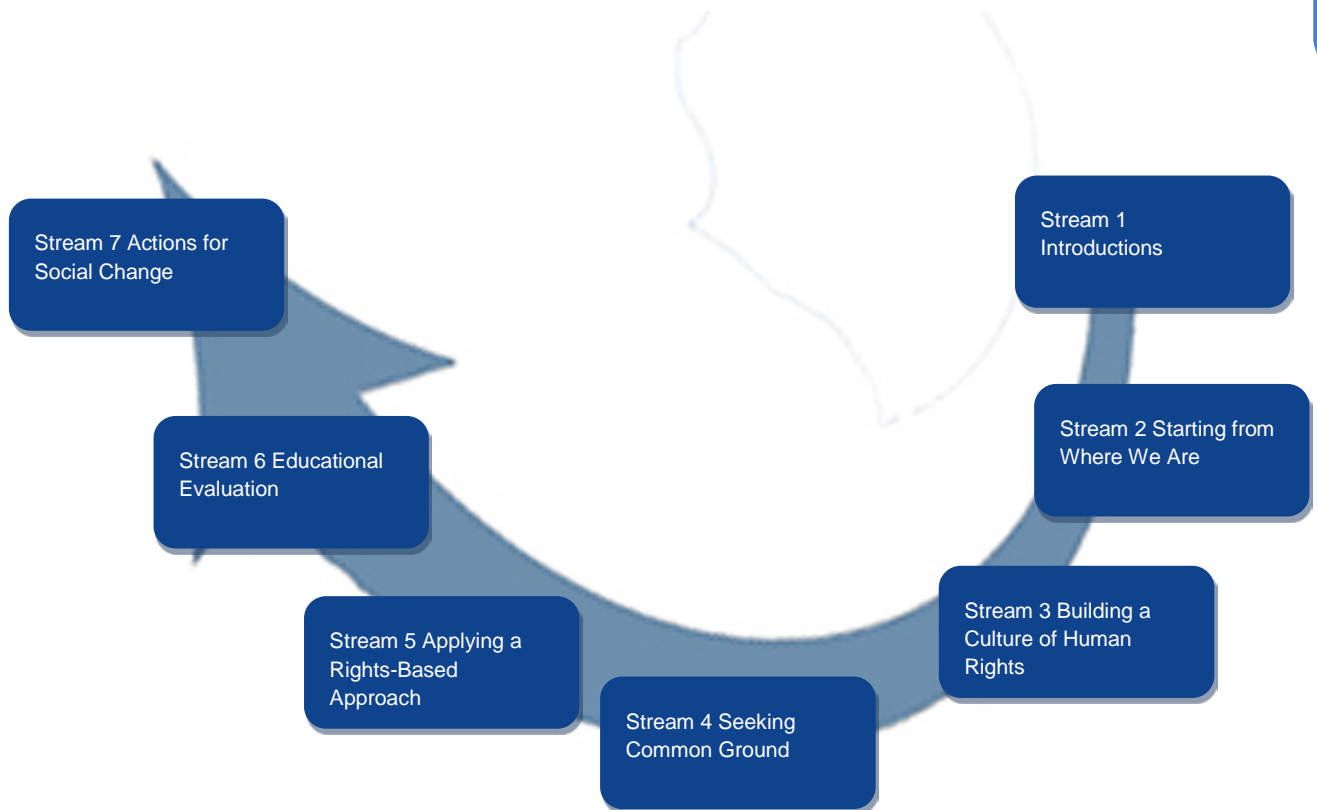 Stream 1
Introductions
Stream 2 Starting from
Where We Are
Stream 3 Building a
Culture of Human
Rights
Stream 4 Seeking
Common Ground
Stream 5 Applying a
Rights-Based
Approach
Stream 6 Educational
Evaluation
Stream 7 Actions for
Social Change